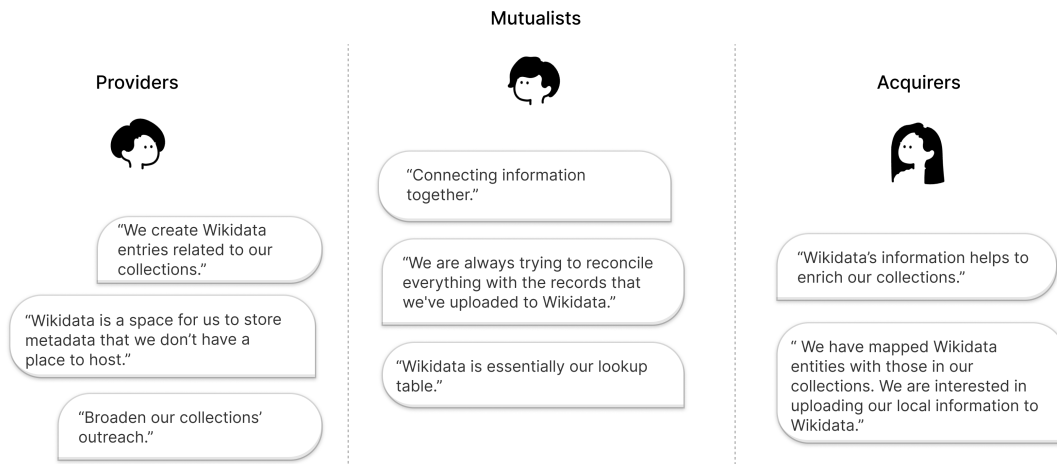 Mutualists
Providers
Acquirers
“We create Wikidata
entries related to our
collections.”
“Wikidata is a space for us to store
metadata that we don’t have a
place to host.”
“Broaden our collections’
outreach.”
“Connecting information
together.”
“We are always trying to reconcile
everything with the records that
we've uploaded to Wikidata.”
“Wikidata is essentially our lookup
table.”
“Wikidata’s information helps to
enrich our collections.”
“ We have mapped Wikidata
entities with those in our
collections. We are interested in
uploading our local information to
Wikidata.”